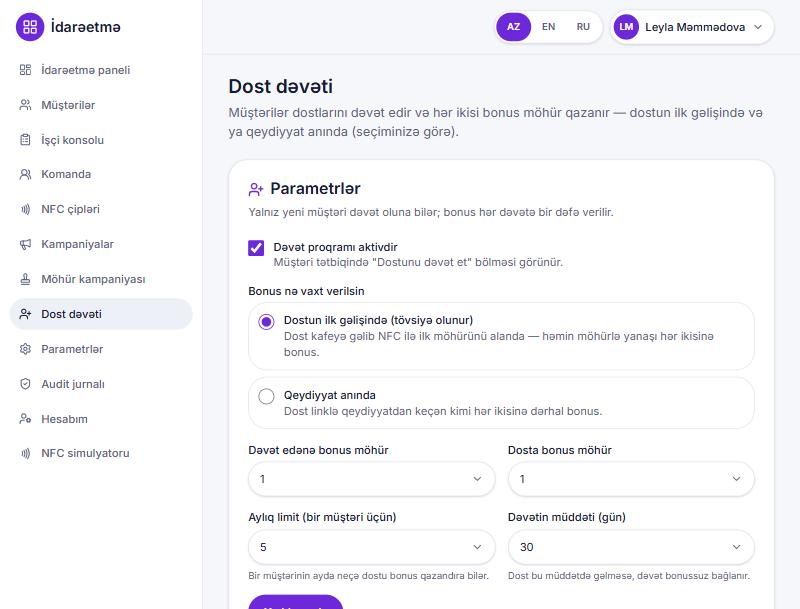 İdarəetmə
AZ EN RU
LM Leyla Məmmədova
İdarəetmə paneli
Müştərilər
İşçi konsolu
Komanda
NFC çipləri
Kampaniyalar
Möhür kampaniyası
Dost dəvəti
Parametrlər
Audit jurnalı
Hesabım
NFC simulyatoru
Dost dəvəti
Müştərilər dostlarını dəvət edir və hər ikisi bonus möhür qazanır — dostun ilk gəlişində və
ya qeydiyyat anında (seçiminizə görə).
Parametrlər
Yalnız yeni müştəri dəvət oluna bilər; bonus hər dəvətə bir dəfə verilir.
Dəvət proqramı aktivdir
Müştəri tətbiqində "Dostunu dəvət et" bölməsi görünür.
Bonus nə vaxt verilsin
Dostun ilk gəlişində (tövsiyə olunur)
Dost kafeyə gəlib NFC ilə ilk möhürünü alanda — həmin möhürlə yanaşı hər ikisinə
bonus.
Qeydiyyat anında
Dost linklə qeydiyyatdan keçən kimi hər ikisinə dərhal bonus.
Dəvət edənə bonus möhür
1
Dosta bonus möhür
1
Aylıq limit (bir müştəri üçün)
5
Bir müştərinin ayda neçə dostu bonus qazandıra bilər.
Dəvətin müddəti (gün)
30
Dost bu müddətdə gəlməsə, dəvət bonussuz bağlanır.